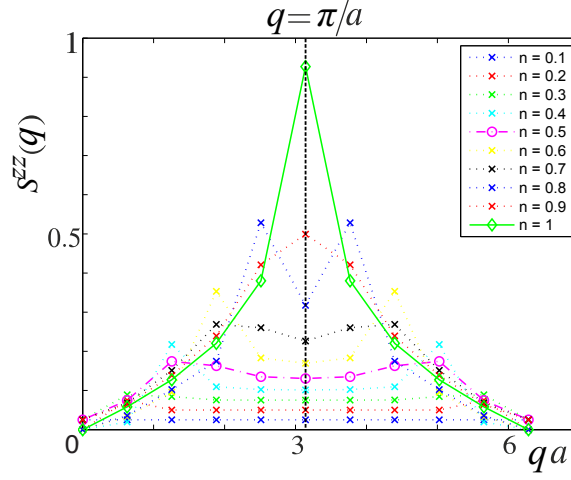 q=π/a
1
0.5
S^{zz}(q)
0
3
6
qa
n = 0.1
n = 0.2
n = 0.3
n = 0.4
n = 0.5
n = 0.6
n = 0.7
n = 0.8
n = 0.9
n = 1